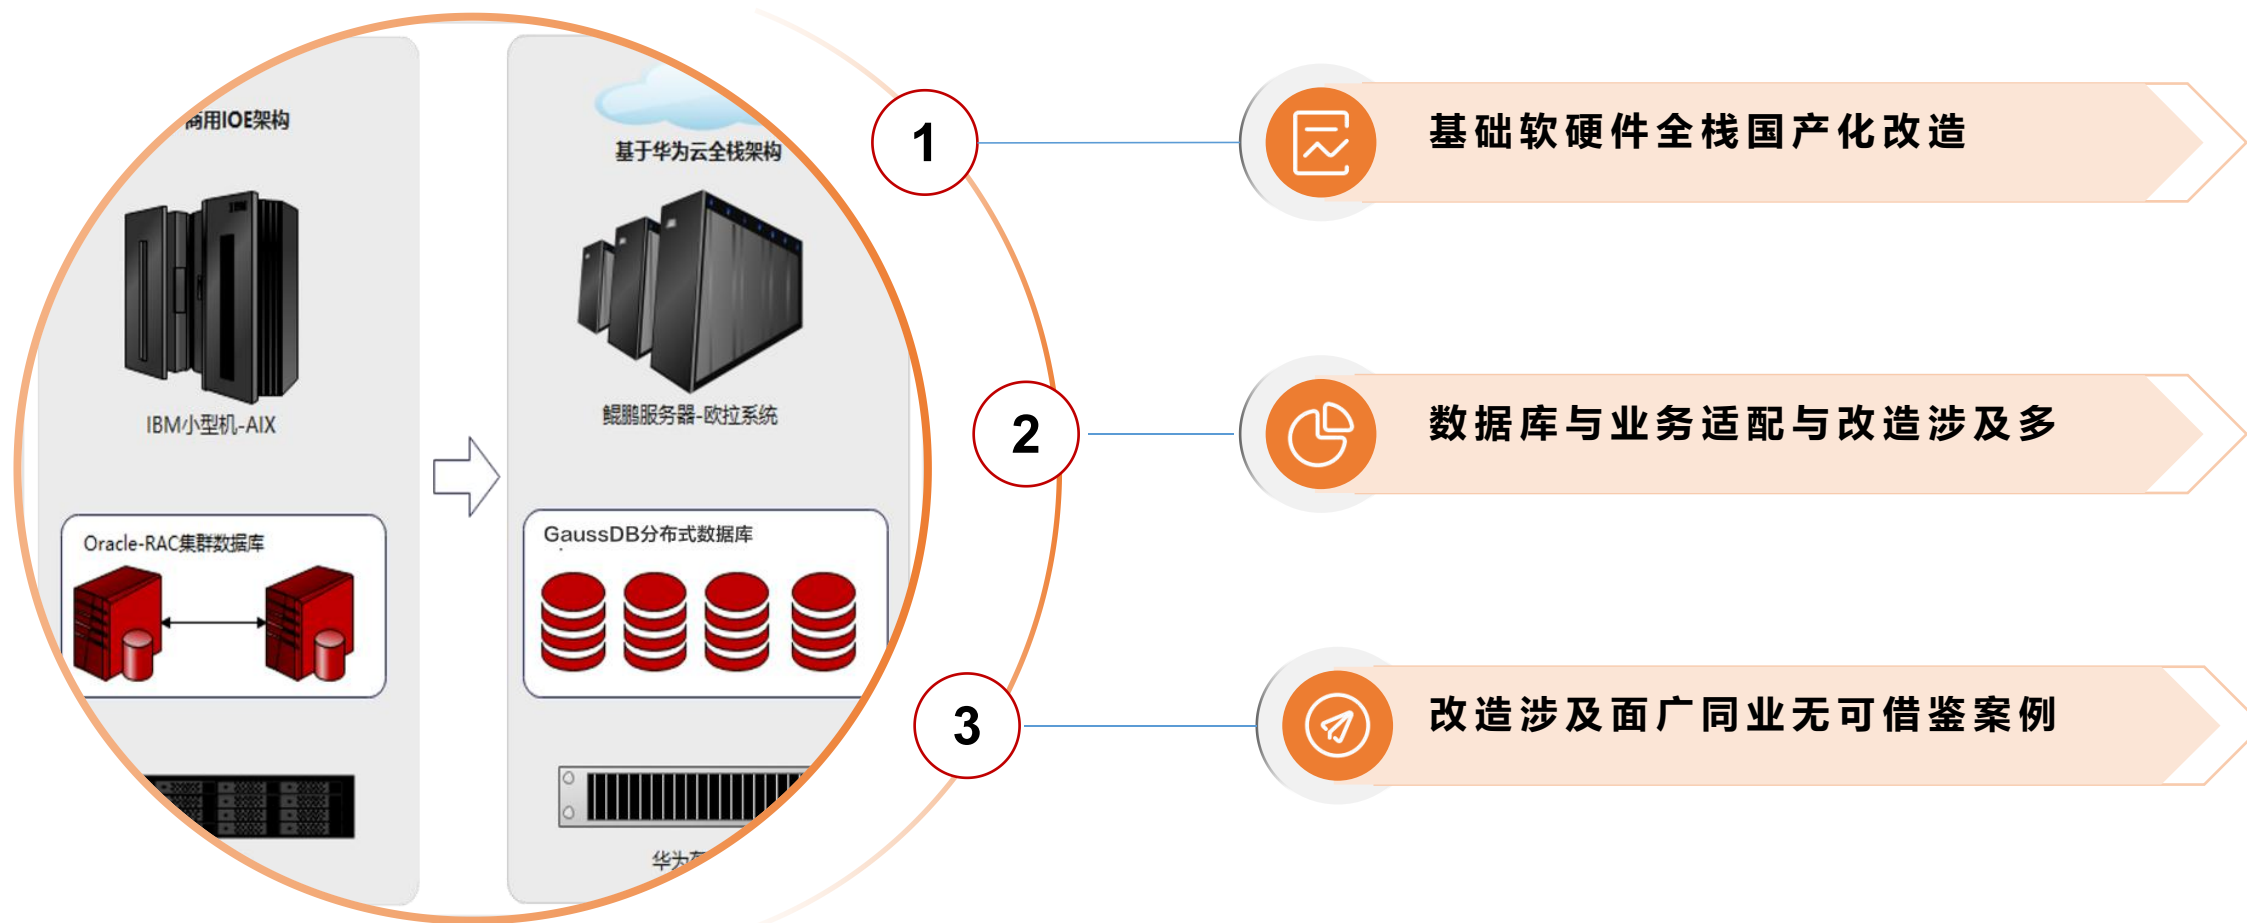 商用IOE架构
IBM
IBM小型机-AIX
Oracle-RAC集群数据库
基于华为云全栈架构
鲲鹏服务器-欧拉系统
GaussDB分布式数据库
华为
1
基础软硬件全栈国产化改造
2
数据库与业务适配与改造涉及多
3
改造涉及面广同业无可借鉴案例